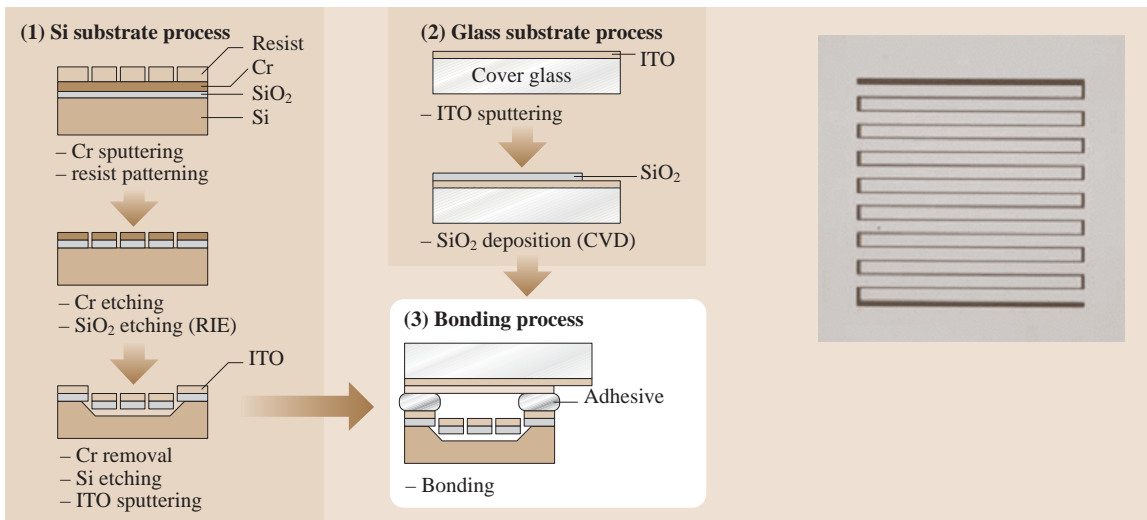 (1) Si substrate process
Resist
Cr
SiO₂
Si
– Cr sputtering
– resist patterning
– Cr etching
– SiO₂ etching (RIE)
ITO
– Cr removal
– Si etching
– ITO sputtering
(2) Glass substrate process
ITO
Cover glass
– ITO sputtering
SiO₂
– SiO₂ deposition (CVD)
(3) Bonding process
Adhesive
– Bonding